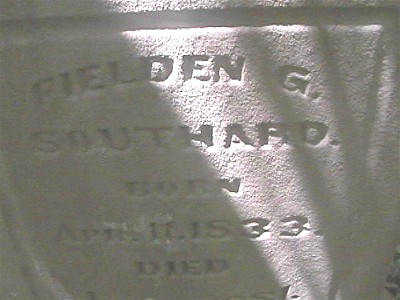 FIELDEN G.
SOUTHARD.
BORN
APR. 11. 1833.
DIED